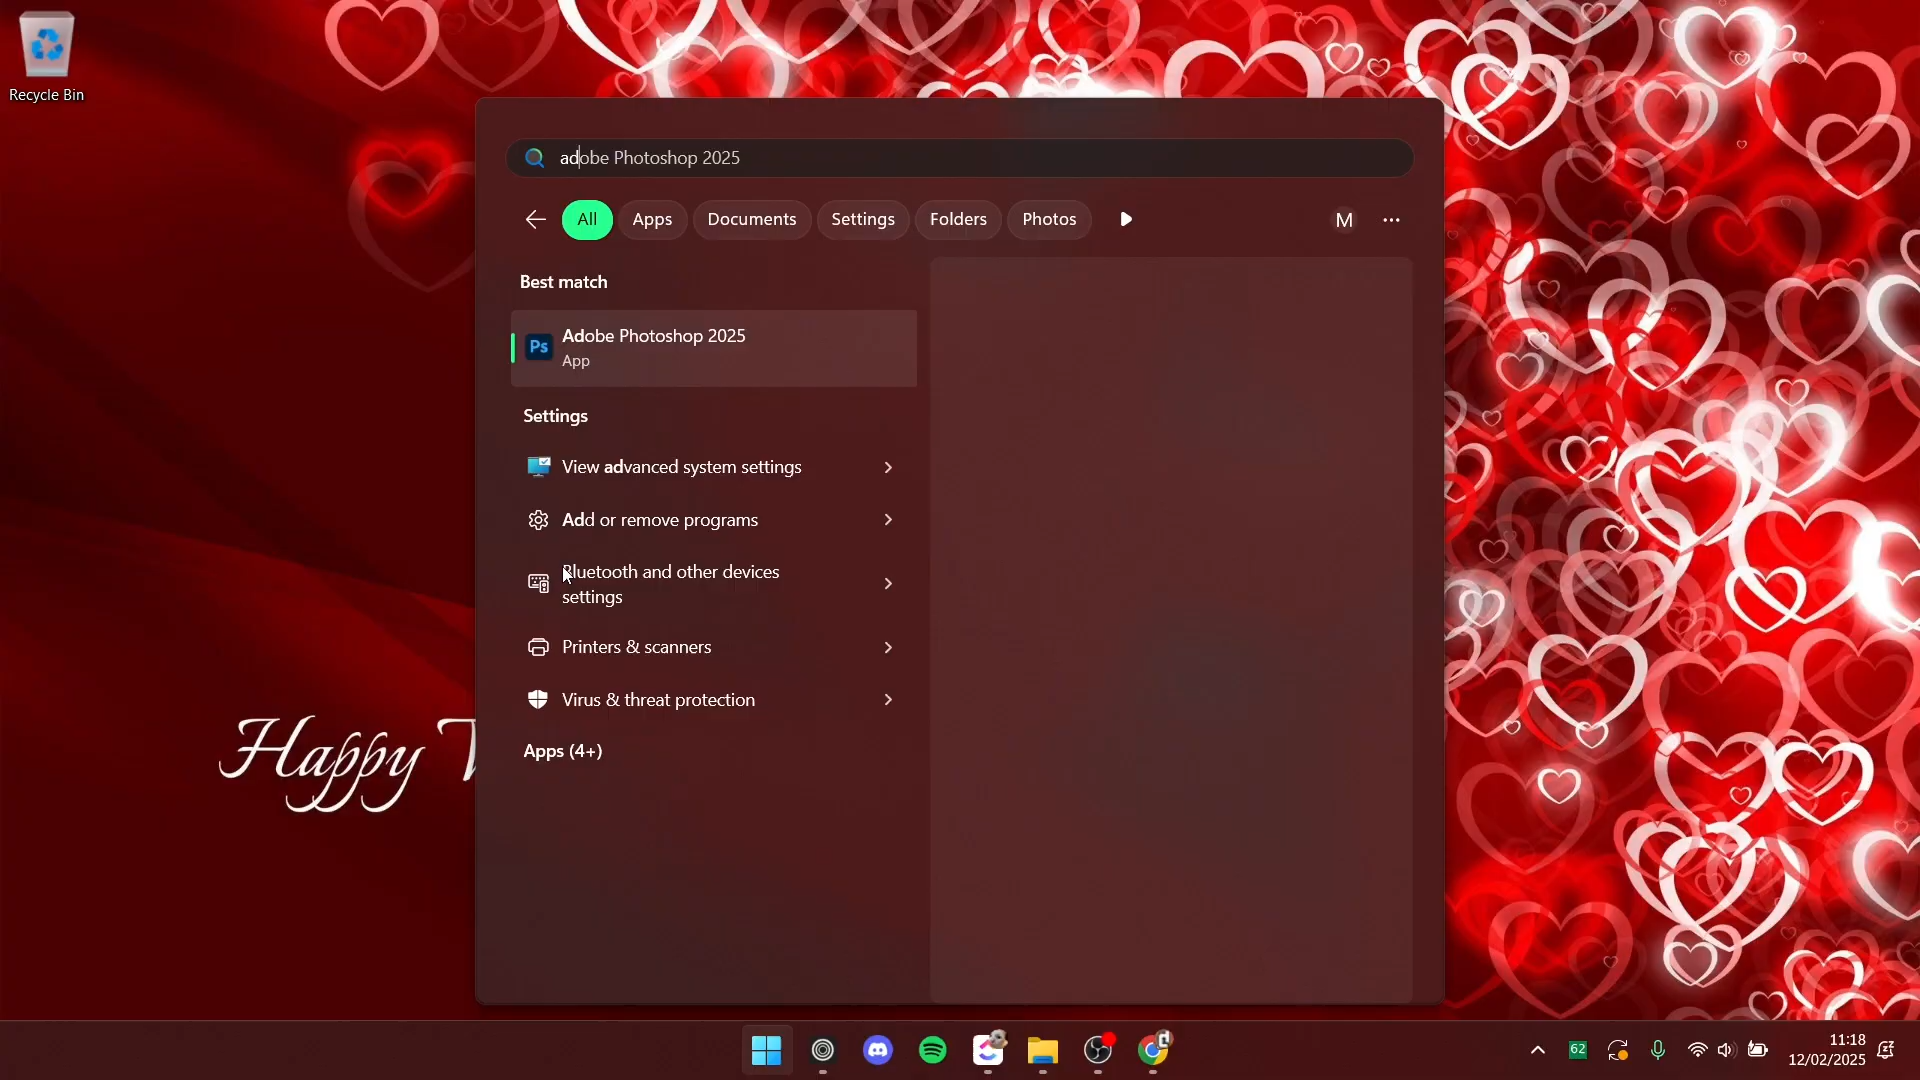 Recycle Bin
adobe Photoshop 2025
All
Apps
Documents
Settings
Folders
Photos
M
Best match
Ps
Adobe Photoshop 2025
App
Settings
View advanced system settings
Add or remove programs
Bluetooth and other devices
settings
Printers & scanners
Virus & threat protection
Apps (4+)
Happy V
62
11:18
12/02/2025